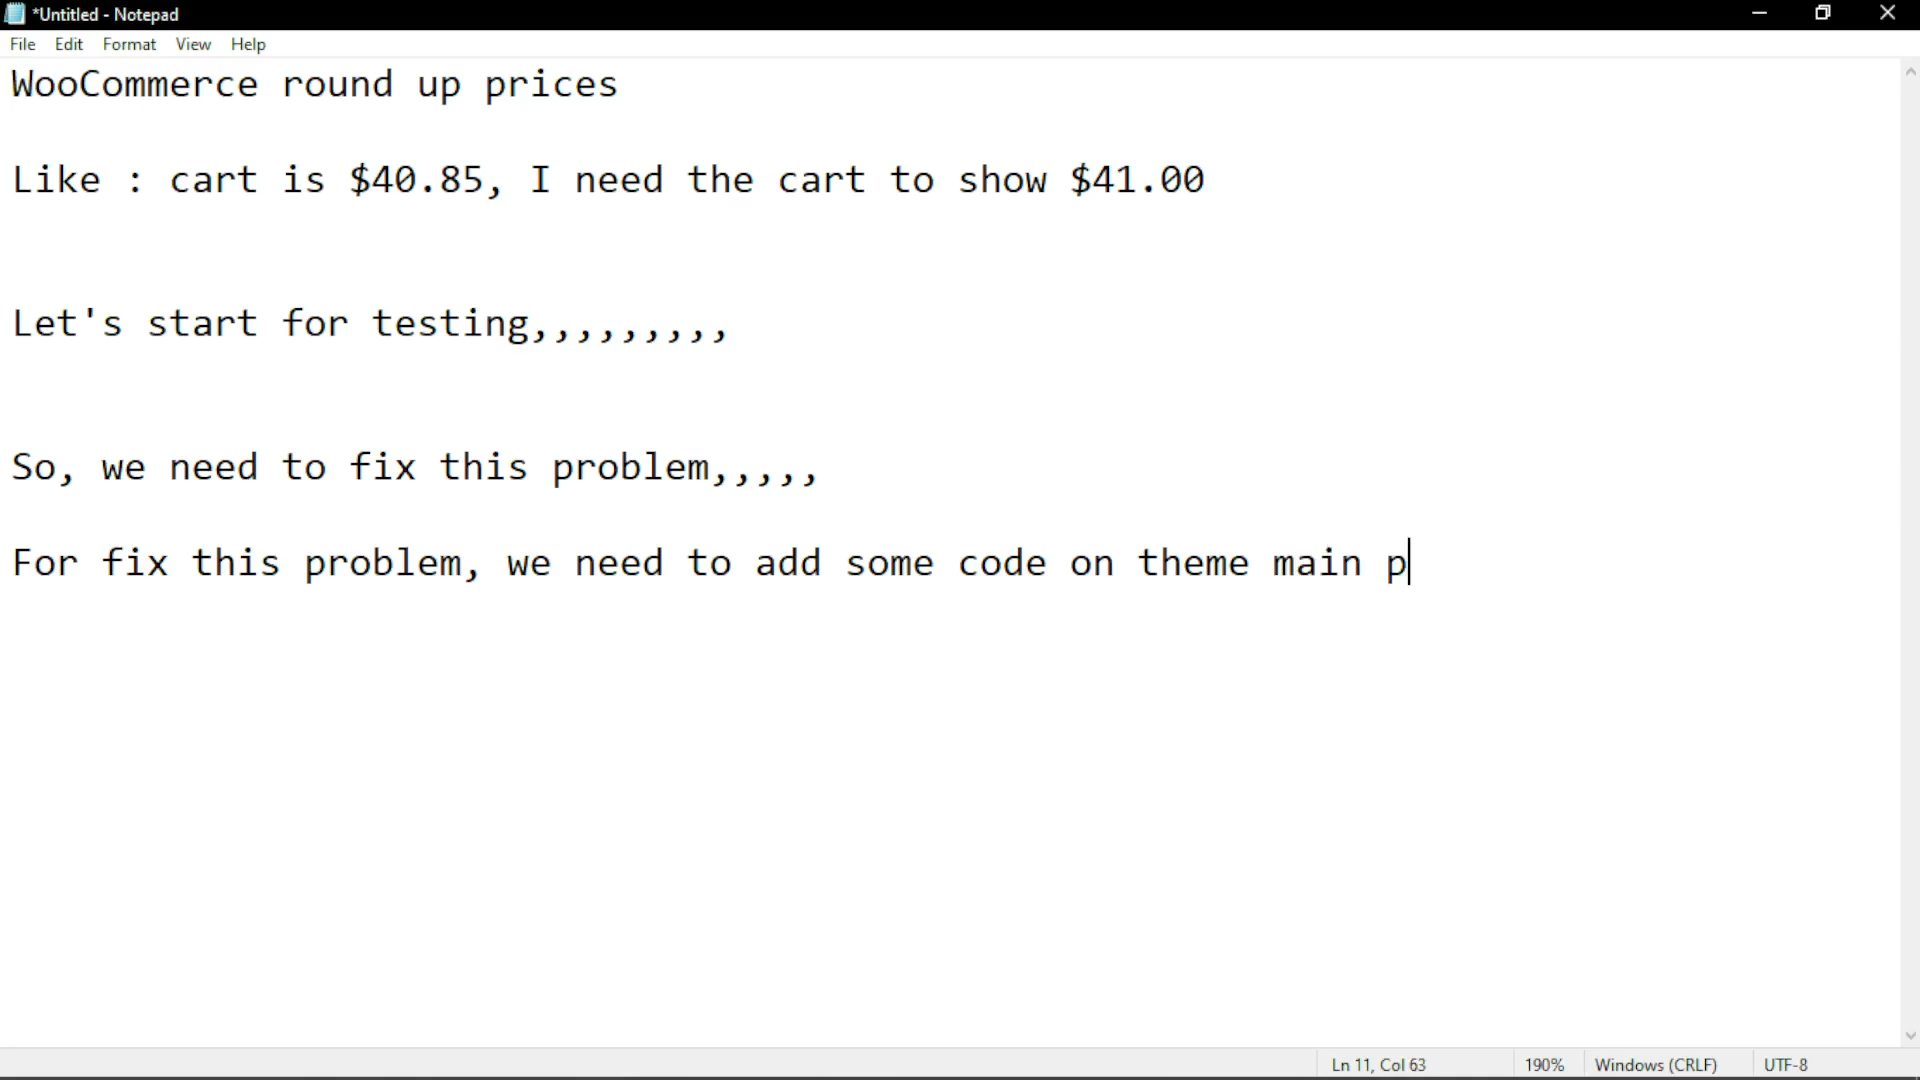 *Untitled - Notepad
File Edit Format View Help
WooCommerce round up prices
Like : cart is $40.85, I need the cart to show $41.00
Let's start for testing,,,,,,,,,
So, we need to fix this problem,,,,,
For fix this problem, we need to add some code on theme main p
Ln 11, Col 63 190% Windows (CRLF) UTF-8